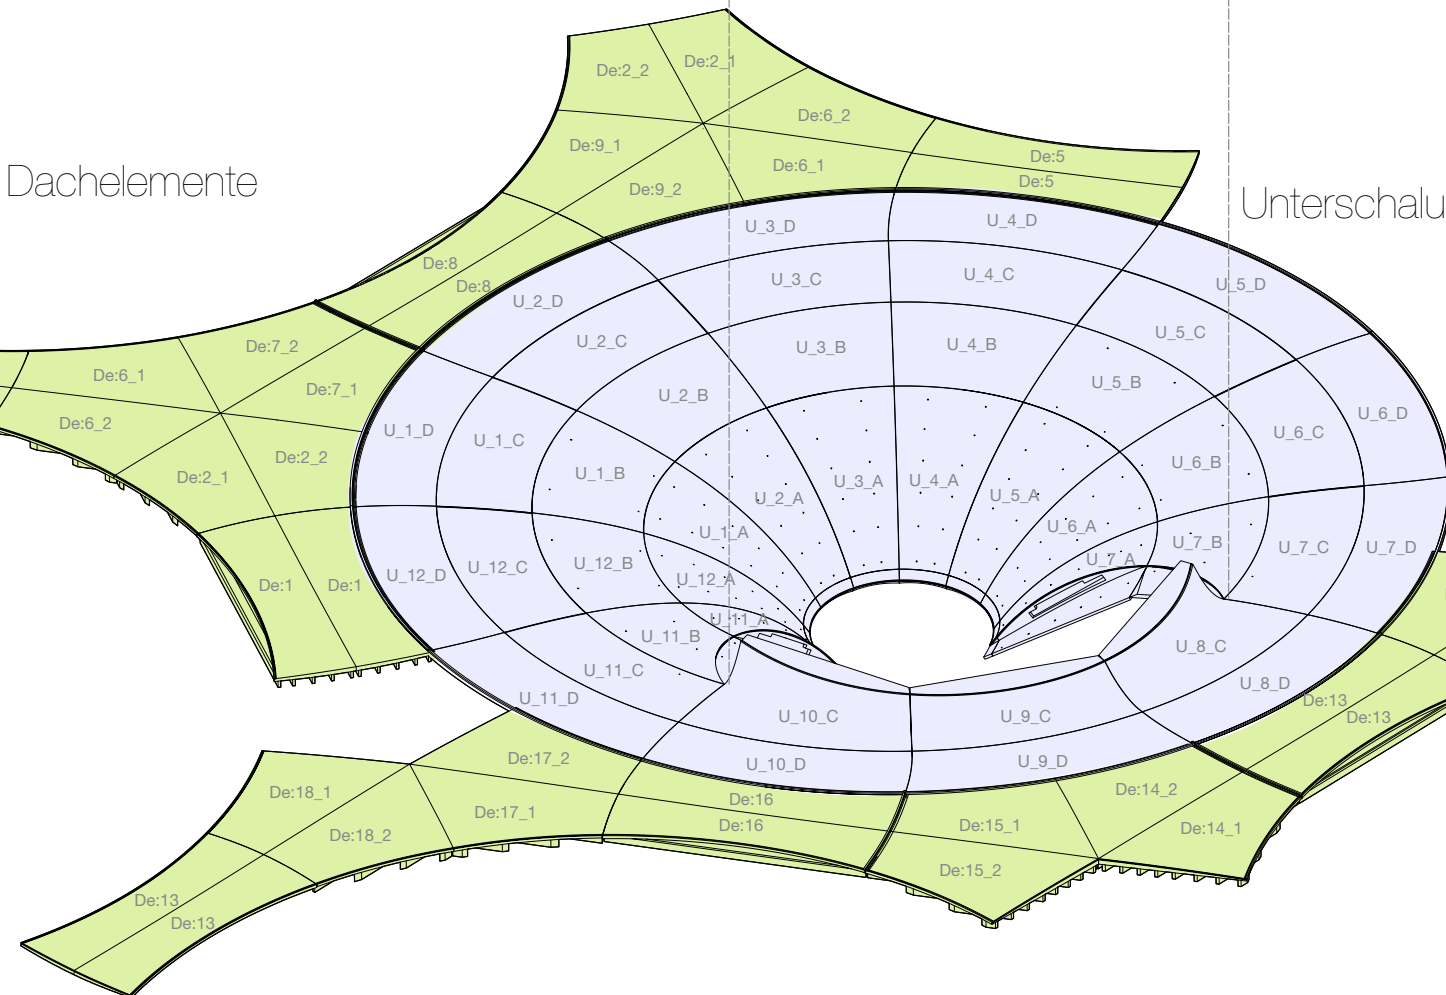 De:2_2
De:2_1
De:6_2
De:9_1
De:6_1
De:5
De:5
De:9_2
Dachelemente
Unterschalu
U_3_D
U_4_D
De:8
De:8
U_2_D
U_3_C
U_4_C
U_5_D
De:7_2
U_2_C
U_3_B
U_4_B
U_5_C
De:6_1
De:7_1
U_2_B
U_5_B
De:6_2
U_1_D
U_1_C
U_6_C
U_6_D
De:2_2
De:2_1
U_1_B
U_2_A
U_3_A
U_4_A
U_5_A
U_6_B
U_1_A
U_6_A
U_7_B
U_7_C
U_7_D
U_7_A
De:1
De:1
U_12_D
U_12_C
U_12_B
U_12_A
U_11_A
U_11_B
U_11_C
U_11_D
U_8_C
U_8_D
De:13
De:13
U_10_C
U_9_C
U_10_D
U_9_D
De:17_2
De:16
De:16
De:14_2
De:18_1
De:17_1
De:18_2
De:15_1
De:14_1
De:15_2
De:13
De:13